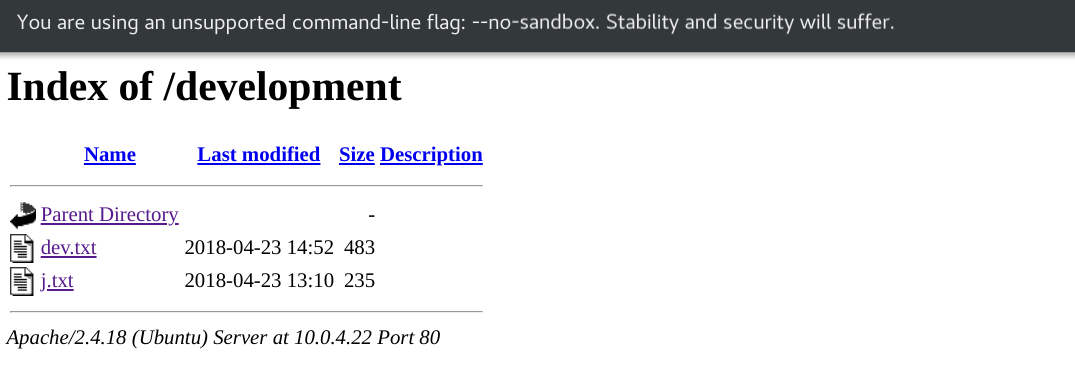 You are using an unsupported command-line flag: --no-sandbox. Stability and security will suffer.
Index of /development
Name Last modified Size Description
Parent Directory -
dev.txt 2018-04-23 14:52 483
j.txt 2018-04-23 13:10 235
Apache/2.4.18 (Ubuntu) Server at 10.0.4.22 Port 80